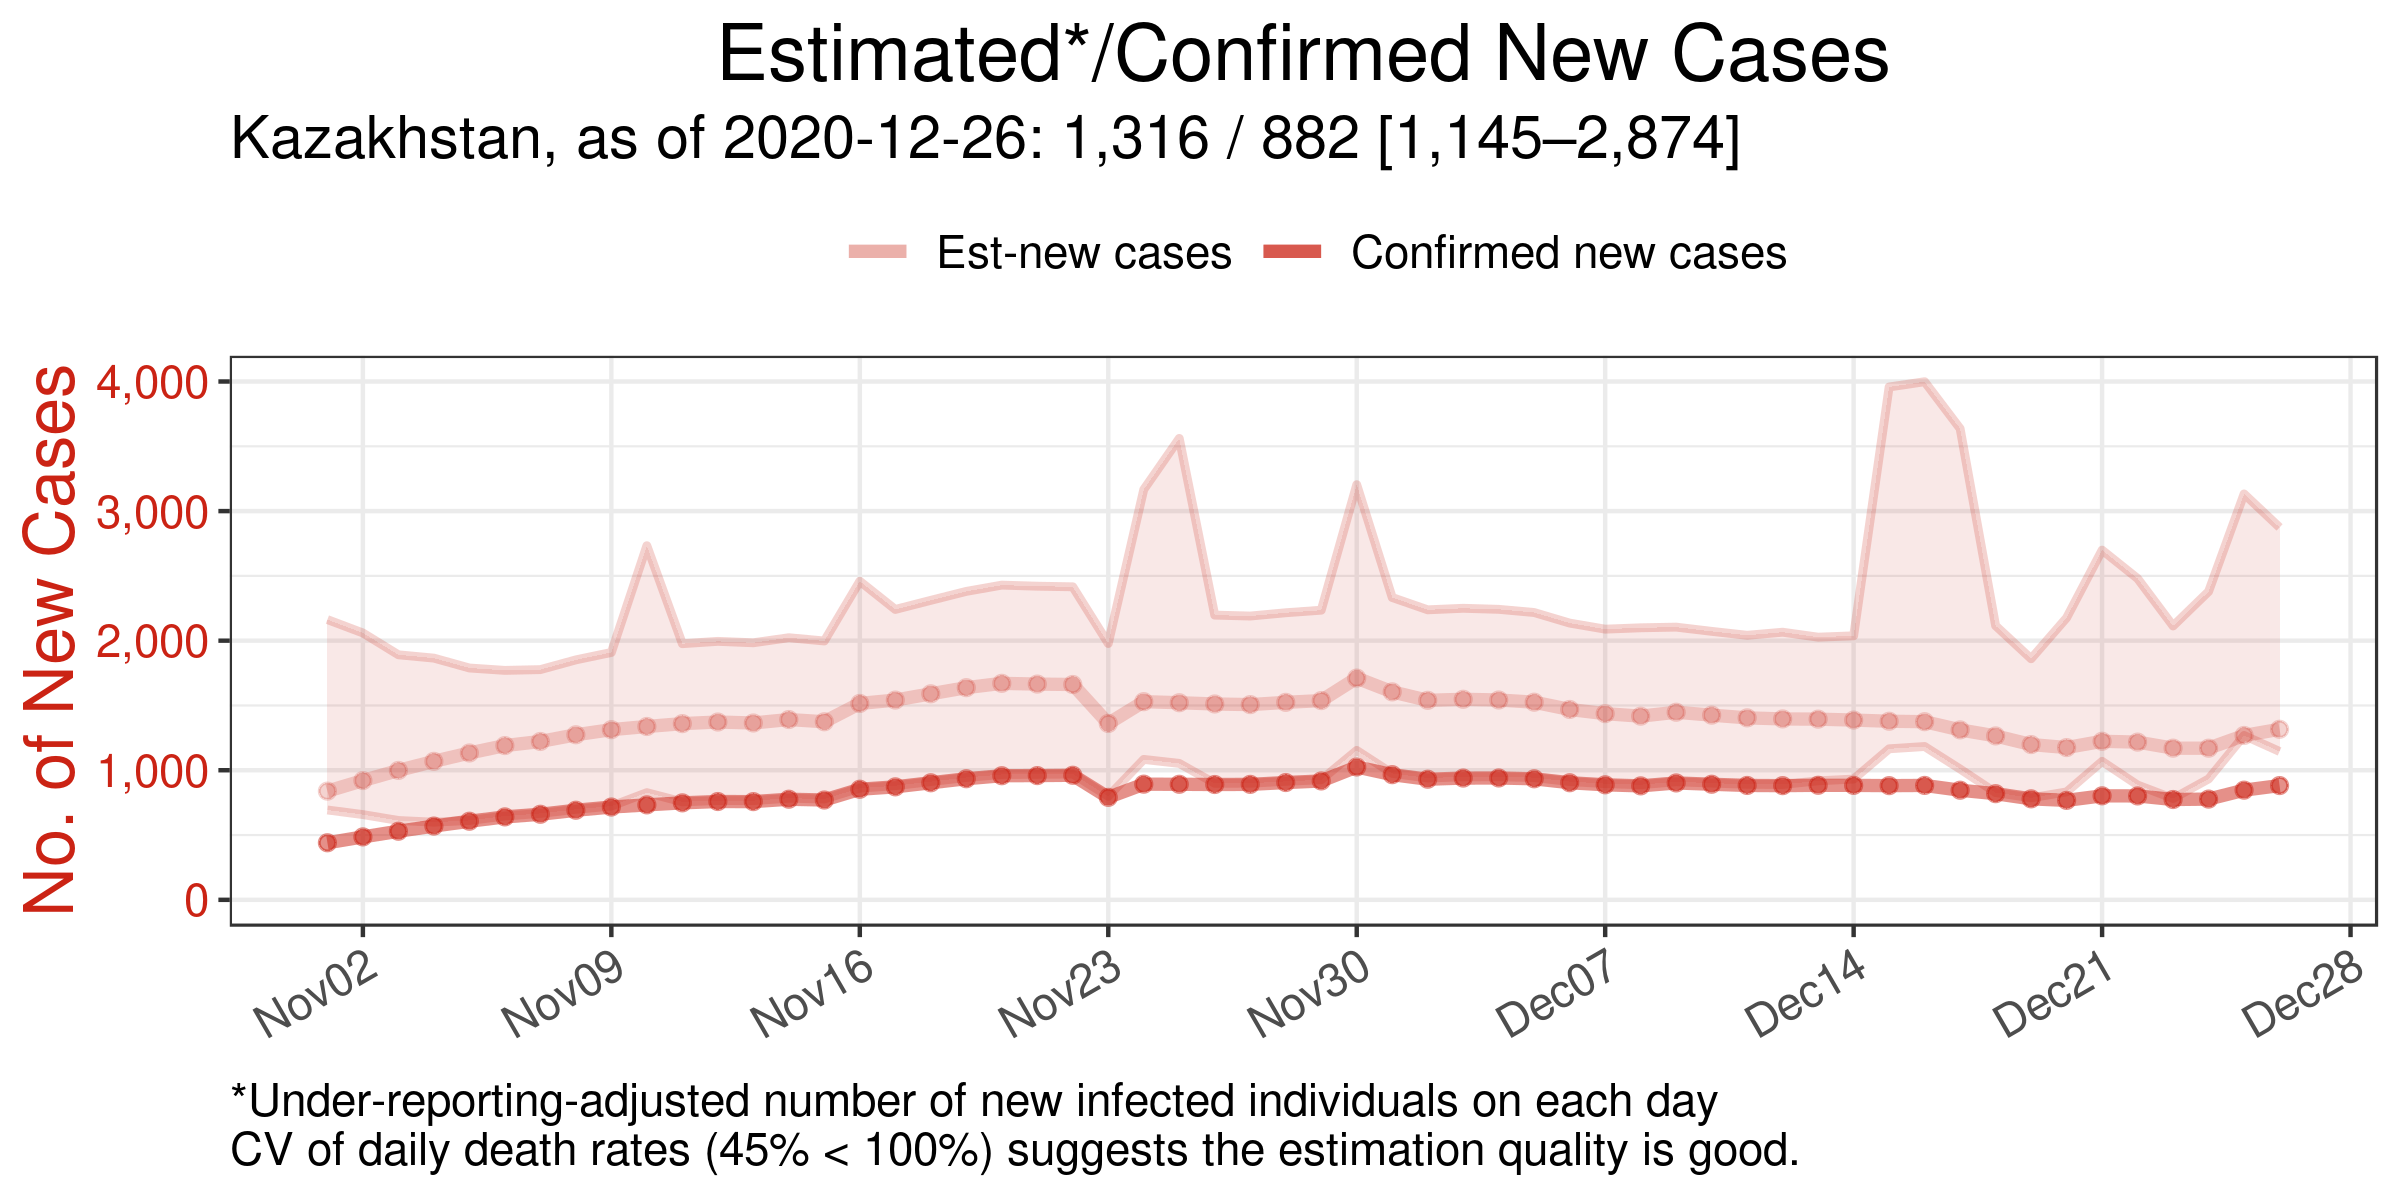 Estimated*/Confirmed New Cases
Kazakhstan, as of 2020-12-26: 1,316 / 882 [1,145–2,874]
Est-new cases
Confirmed new cases
No. of New Cases
4,000
3,000
2,000
1,000
0
Nov02
Nov09
Nov16
Nov23
Nov30
Dec07
Dec14
Dec21
Dec28
*Under-reporting-adjusted number of new infected individuals on each day
CV of daily death rates (45% < 100%) suggests the estimation quality is good.